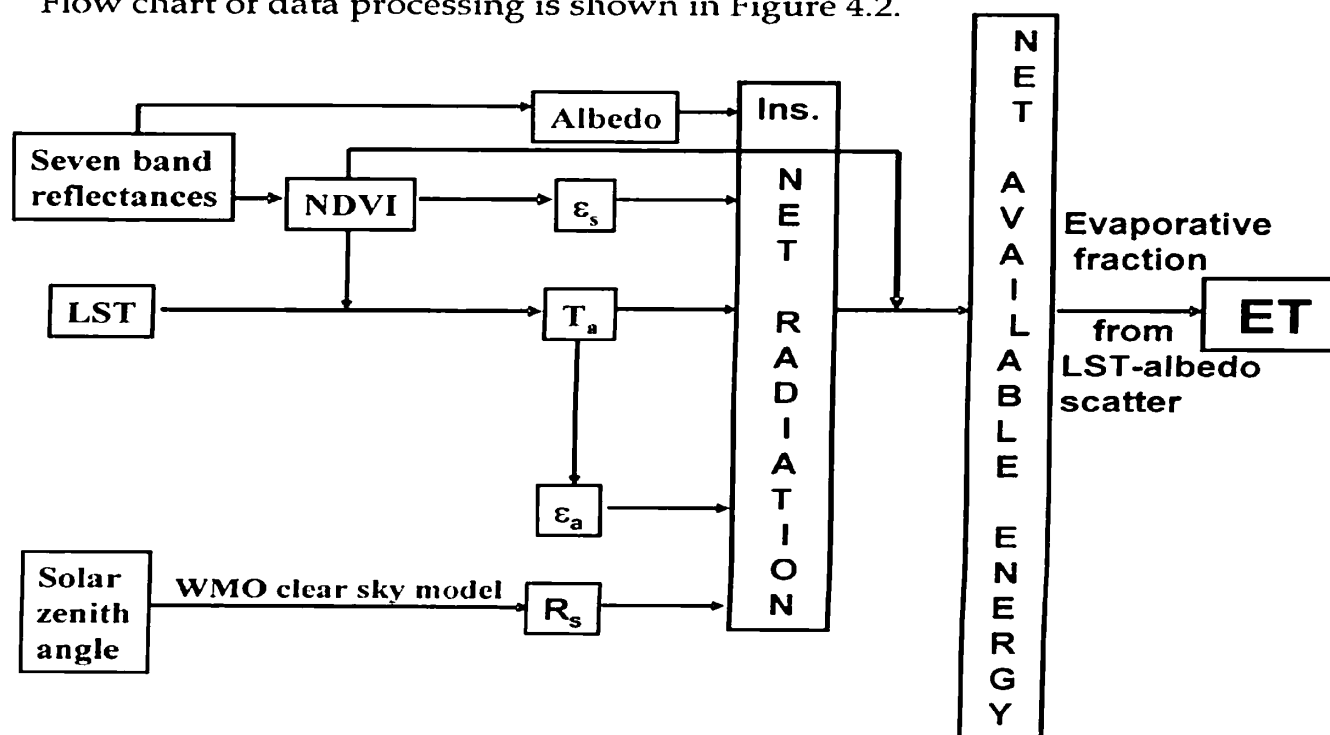 Flow chart of data processing is shown in Figure 4.2.
Seven band
reflectances
Albedo
NDVI
εs
LST
Ta
εa
Solar
zenith
angle
WMO clear sky model
Rs
Ins.
NET RADIATION
NET AVAILABLE ENERGY
Evaporative
fraction
from
LST-albedo
scatter
ET